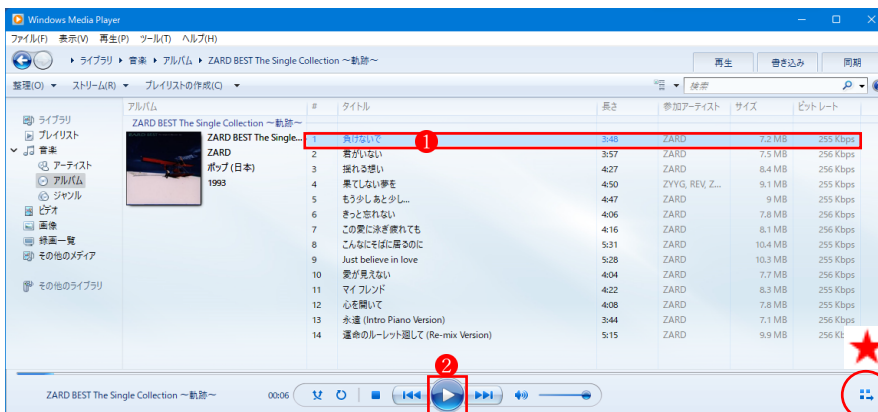 Windows Media Player
ファイル(F) 表示(V) 再生(P) ツール(T) ヘルプ(H)
ライブラリ ▸ 音楽 ▸ アルバム ▸ ZARD BEST The Single Collection ～軌跡～
再生 書き込み 同期
整理(O) ストリーム(R) プレイリストの作成(C) 検索
アルバム # タイトル 長さ 参加アーティスト サイズ ビット レート
ライブラリ
プレイリスト
音楽
アーティスト
アルバム
ジャンル
ビデオ
画像
録画一覧
その他のメディア
その他のライブラリ
ZARD BEST The Single Collection ～軌跡～
ZARD BEST The Single...
ZARD
ポップ (日本)
1993
1 負けないで 3:48 ZARD 7.2 MB 255 Kbps
1
2 君がいない 3:57 ZARD 7.5 MB 256 Kbps
3 揺れる想い 4:27 ZARD 8.4 MB 256 Kbps
4 果てしない夢を 4:50 ZYYG, REV, Z... 9.1 MB 255 Kbps
5 もう少し あと少し... 4:47 ZARD 9 MB 255 Kbps
6 きっと忘れない 4:06 ZARD 7.8 MB 256 Kbps
7 この愛に泳ぎ疲れても 4:16 ZARD 8.1 MB 256 Kbps
8 こんなにそばに居るのに 5:31 ZARD 10.4 MB 255 Kbps
9 Just believe in love 5:28 ZARD 10.3 MB 255 Kbps
10 愛が見えない 4:04 ZARD 7.7 MB 256 Kbps
11 マイ フレンド 4:22 ZARD 8.3 MB 255 Kbps
12 心を開いて 4:08 ZARD 7.8 MB 255 Kbps
13 永遠 (Intro Piano Version) 3:44 ZARD 7.1 MB 256 Kbps
14 運命のルーレット廻して (Re-mix Version) 5:15 ZARD 9.9 MB 256
2
ZARD BEST The Single Collection ～軌跡～ 00:06